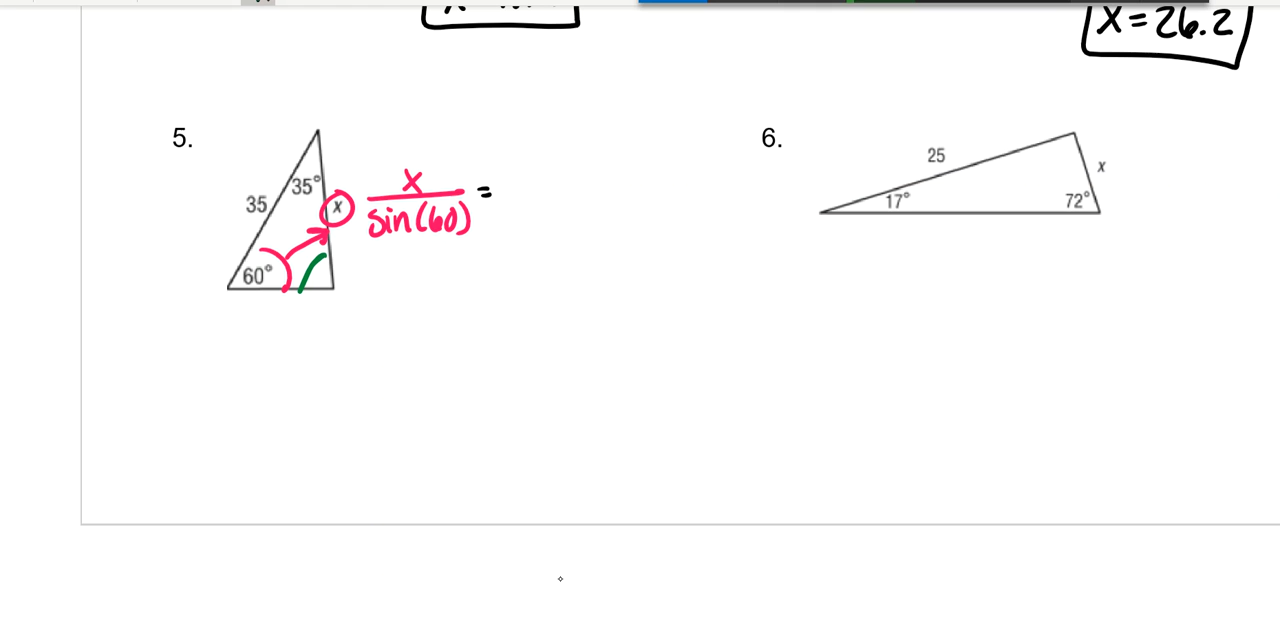 X = 26.2
5.
35
35°
x
60°
x
sin(60)
=
6.
25
x
17°
72°